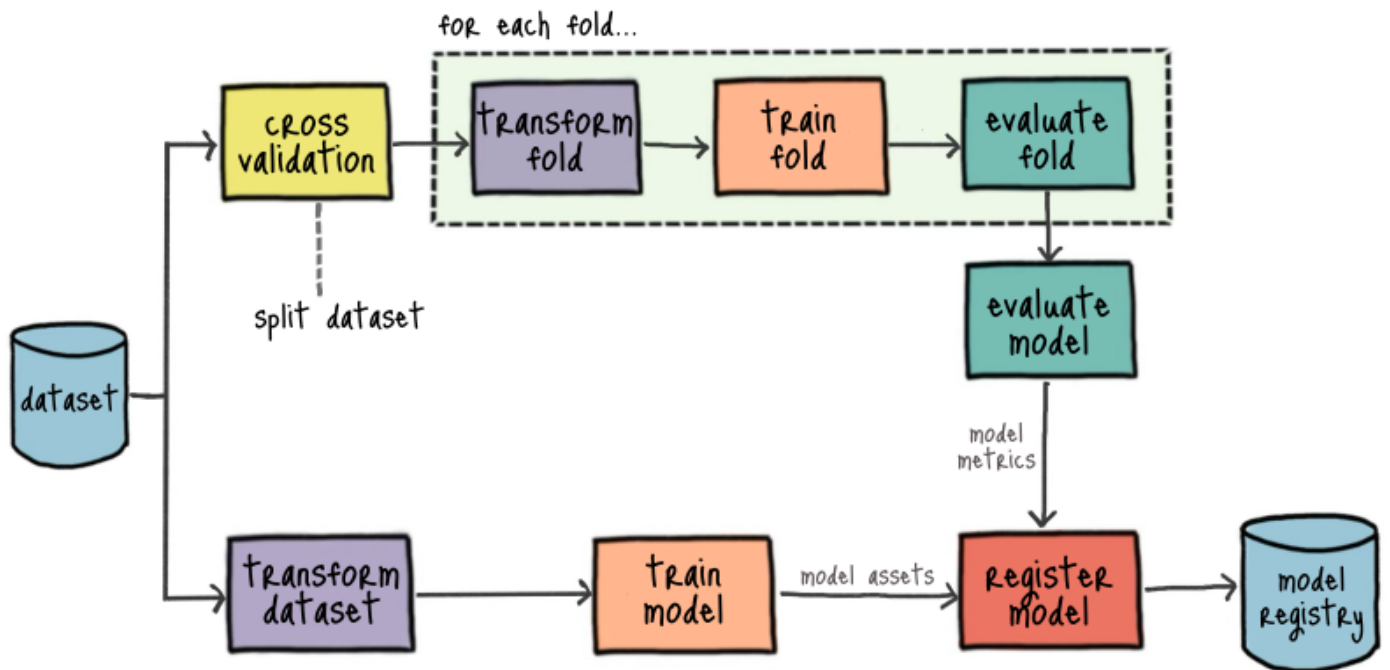 for each fold...
cross
validation
transform
fold
train
fold
evaluate
fold
split dataset
evaluate
model
dataset
model
metrics
transform
dataset
train
model
model assets
register
model
model
registry